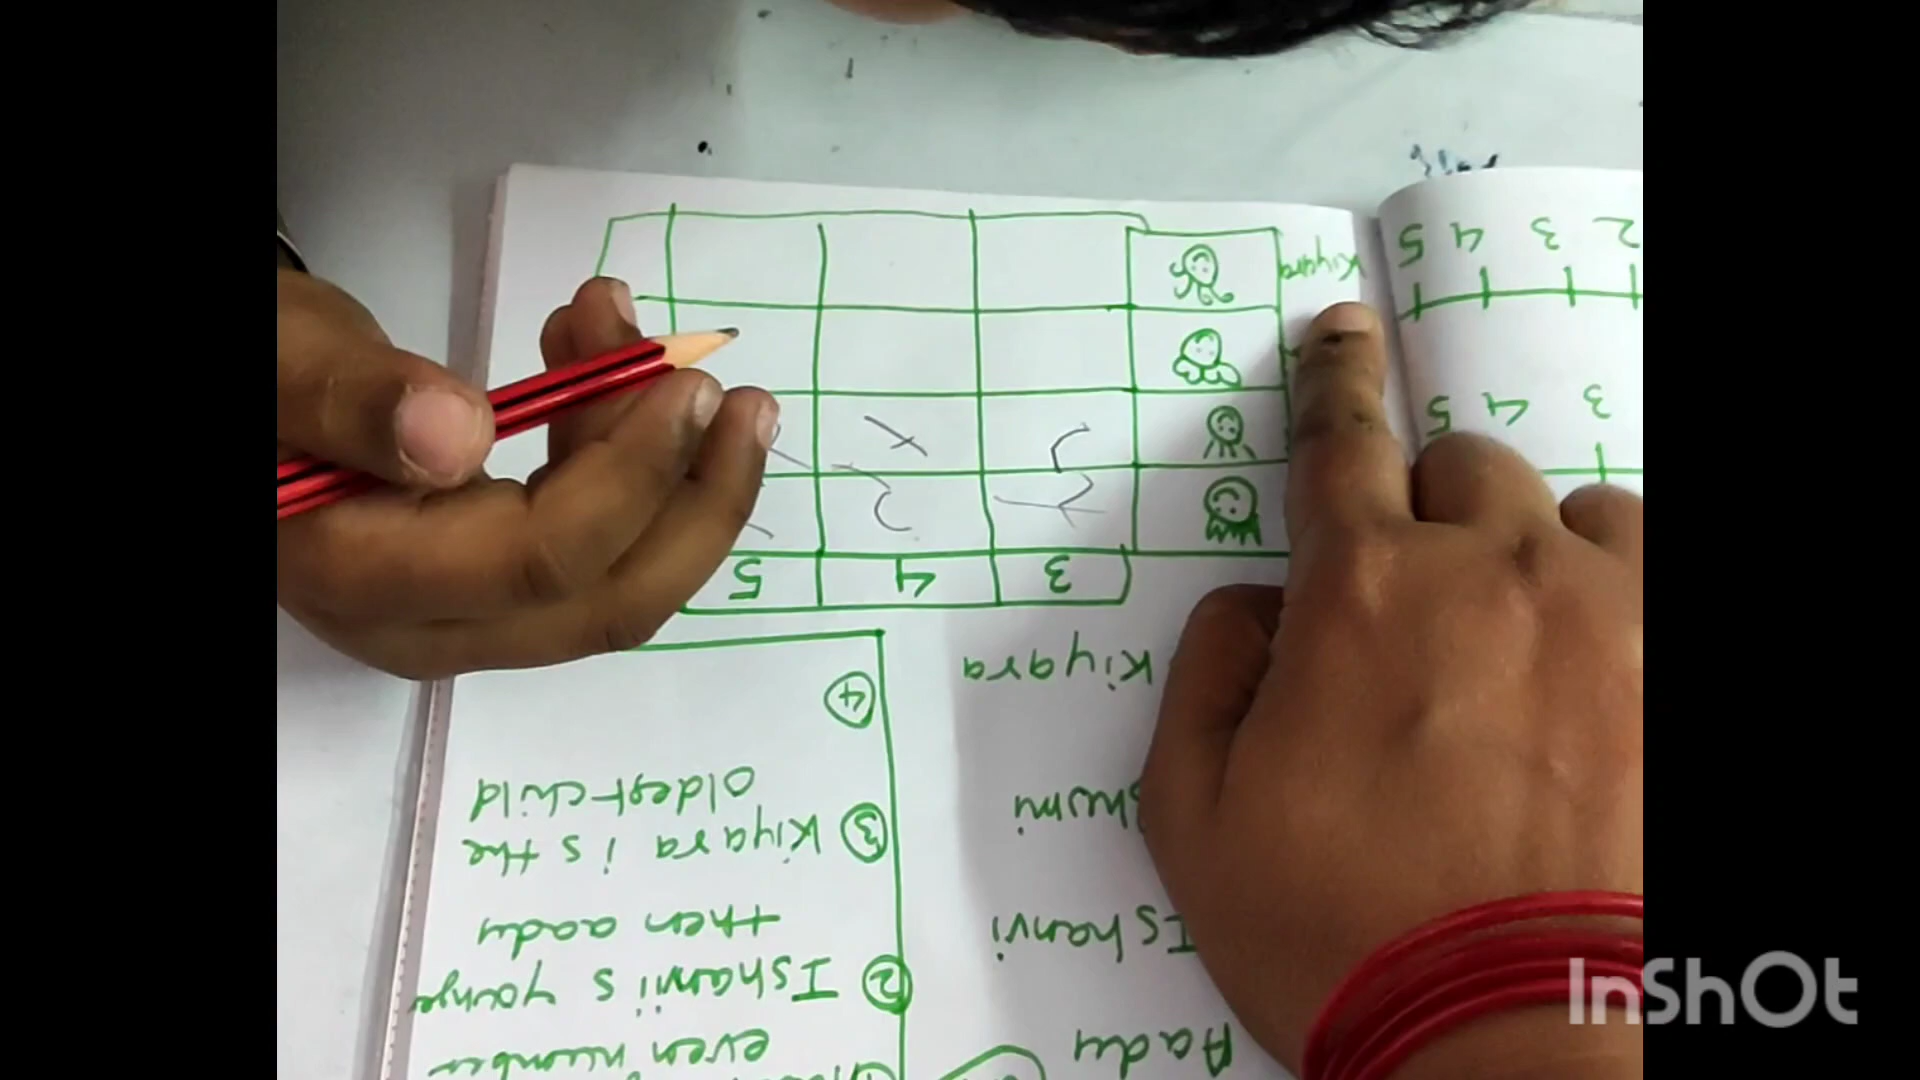 Aadu
Ishanvi
Kiyara
even number
② Ishanvi's younger
then aadu
③ Kiyara is the
oldest child
④
3 4 5
Kiyara
2 3 4 5
3 4 5
InShOt